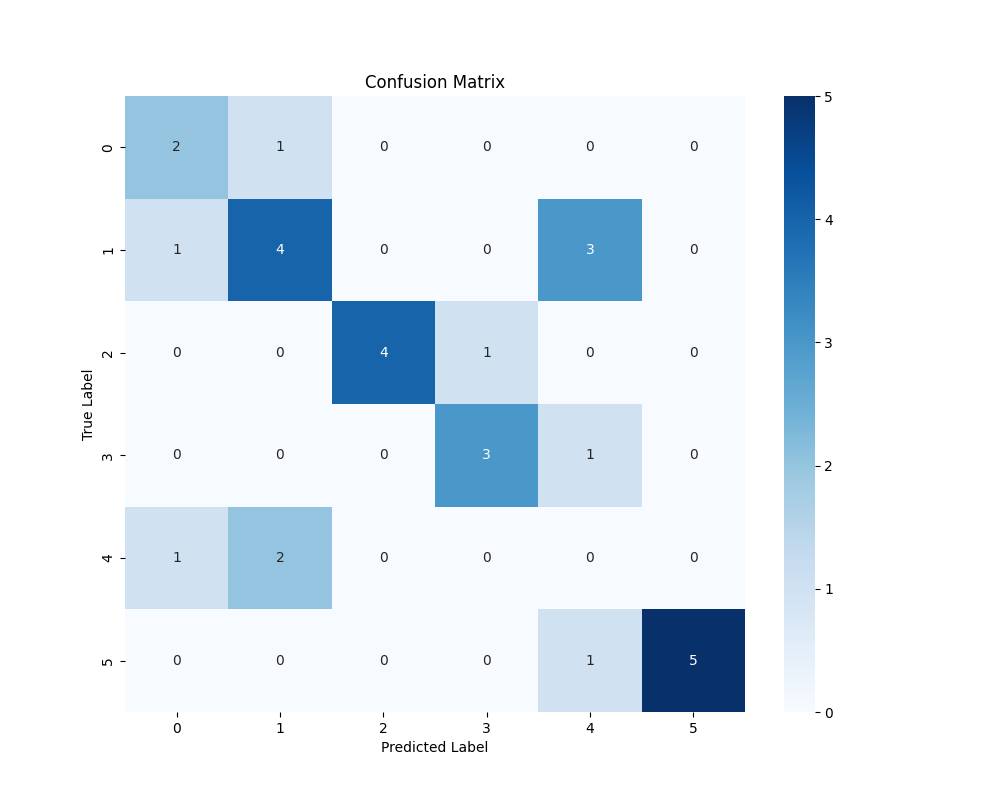 Confusion Matrix
0 2 1 0 0 0 0
1 1 4 0 0 3 0
2 0 0 4 1 0 0
3 0 0 0 3 1 0
4 1 2 0 0 0 0
5 0 0 0 0 1 5
0 1 2 3 4 5
Predicted Label
True Label
5
4
3
2
1
0